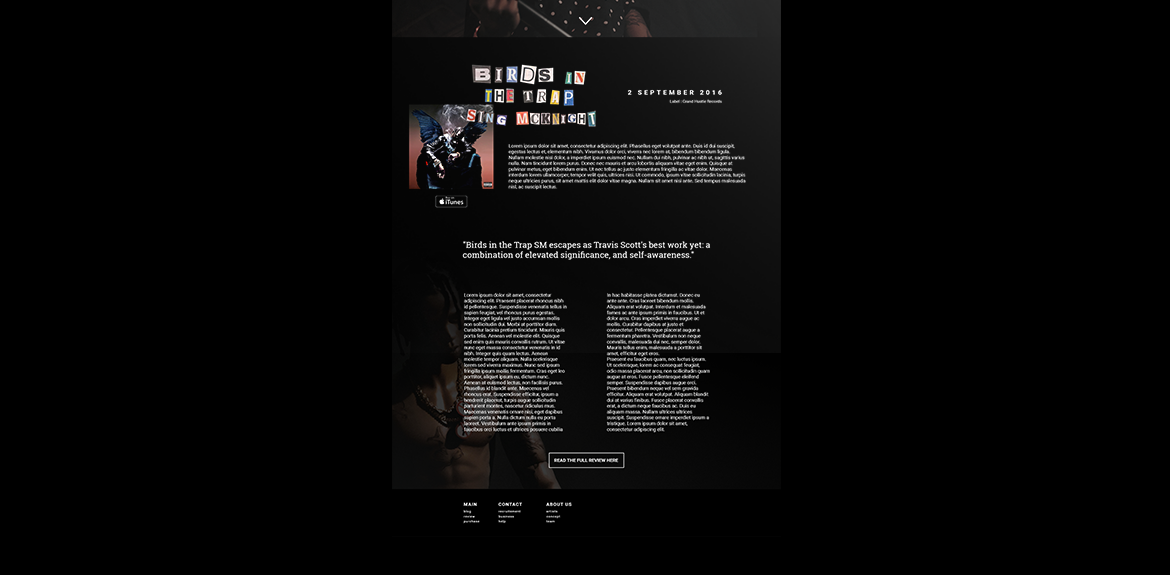 BIRDS IN
THE TRAP
SING MCKNIGHT
2 SEPTEMBER 2016
Label : Grand Hustle Records
Lorem ipsum dolor sit amet, consectetur adipiscing elit. Phasellus eget volutpat ante. Duis id dui suscipit,
egestas lectus et, elementum nibh. Vivamus dolor orci, viverra nec lorem at, bibendum bibendum ligula.
Nullam molestie nisi dolor, a imperdiet ipsum euismod nec. Nullam dui nibh, pulvinar ac nibh ut, sagittis varius
nulla. Nam tincidunt lorem purus. Donec nec mauris et arcu lobortis aliquam vitae eget enim. Quisque at
pulvinar metus, eget bibendum enim. Ut nec tellus ac justo elementum fringilla ac vitae dolor. Maecenas
interdum lorem ullamcorper, tempor velit quis, ultrices nisi. Ut commodo, ipsum vitae sollicitudin lacinia, turpis
neque ultricies purus, sit amet mattis elit dolor vitae magna. Nullam sit amet nisi ante. Sed tempus malesuada
nisl, ac suscipit lectus.
iTunes
"Birds in the Trap SM escapes as Travis Scott's best work yet: a
combination of elevated significance, and self-awareness."
Lorem ipsum dolor sit amet, consectetur
adipiscing elit. Praesent placerat rhoncus nibh
id pellentesque. Suspendisse venenatis tellus in
sapien feugiat, vel rhoncus purus egestas.
Integer eget ligula vel justo accumsan mollis
non sollicitudin dui. Morbi at porttitor diam.
Curabitur lacinia pretium tincidunt. Mauris quis
porta felis. Aenean vel molestie elit. Quisque
sed enim quis mauris convallis rutrum. Ut vitae
nunc eget massa consectetur venenatis in id
nibh. Integer quis quam lectus. Aenean
molestie tempor aliquam. Nulla scelerisque
lorem sed viverra maximus. Nunc sed ipsum
fringilla ipsum mollis fermentum. Cras eget leo
porttitor, aliquet ipsum eu, dictum nunc.
Aenean at euismod lectus, non facilisis purus.
Phasellus id blandit ante. Maecenas vel
rhoncus erat. Suspendisse efficitur, ipsum a
hendrerit placerat, turpis augue sollicitudin
parturient montes, nascetur ridiculus mus.
Maecenas venenatis ornare nisi, eget dapibus
sapien porta a. Nulla dictum nulla eu porta
laoreet. Vestibulum ante ipsum primis in
faucibus orci luctus et ultrices posuere cubilia
In hac habitasse platea dictumst. Donec eu
ante ante. Cras laoreet bibendum mollis.
Aliquam erat volutpat. Interdum et malesuada
fames ac ante ipsum primis in faucibus. Ut et
dolor arcu. Cras imperdiet viverra augue ac
mollis. Curabitur dapibus at justo et
consectetur. Pellentesque placerat augue a
fermentum pharetra. Vestibulum non neque
convallis, malesuada dui nec, semper dolor.
Mauris tellus enim, malesuada a porttitor sit
amet, efficitur eget eros.
Praesent eu faucibus quam, nec luctus ipsum.
Ut scelerisque, lorem ac consequat feugiat,
odio massa placerat arcu, non sollicitudin quam
augue at eros. Fusce pellentesque eleifend
semper. Suspendisse dapibus augue orci.
Praesent bibendum neque vel sem gravida
efficitur. Aliquam erat volutpat. Aliquam blandit
dui at varius finibus. Fusce placerat convallis
erat, a dictum neque faucibus ac. Duis eu
aliquam massa. Nullam ultrices ultrices
suscipit. Suspendisse ornare imperdiet ipsum a
tristique. Lorem ipsum dolor sit amet,
consectetur adipiscing elit.
READ THE FULL REVIEW HERE
MAIN
blog
review
purchase
CONTACT
recruitement
business
help
ABOUT US
artists
concept
team